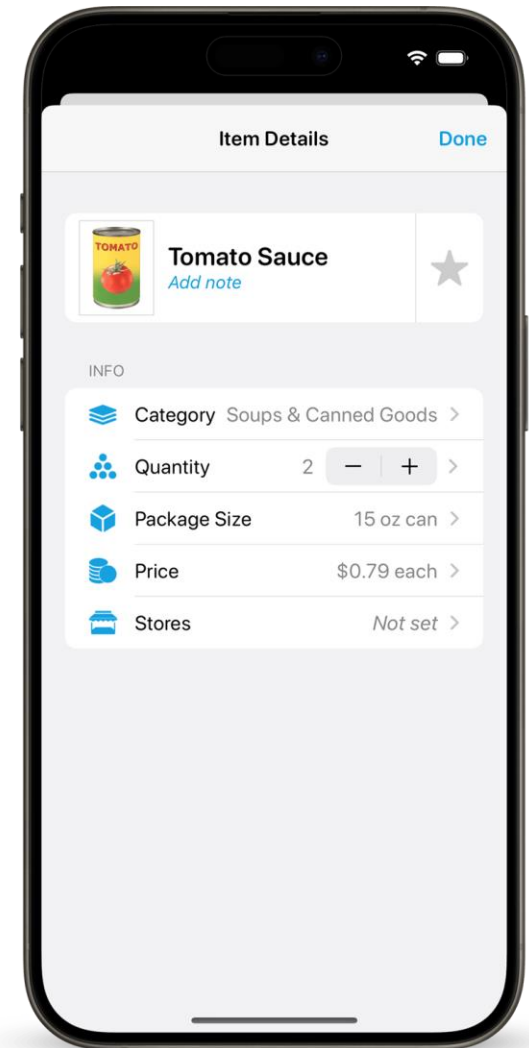 Item Details
Done
TOMATO
Tomato Sauce
Add note
INFO
Category Soups & Canned Goods
Quantity 2 − +
Package Size 15 oz can
Price $0.79 each
Stores Not set